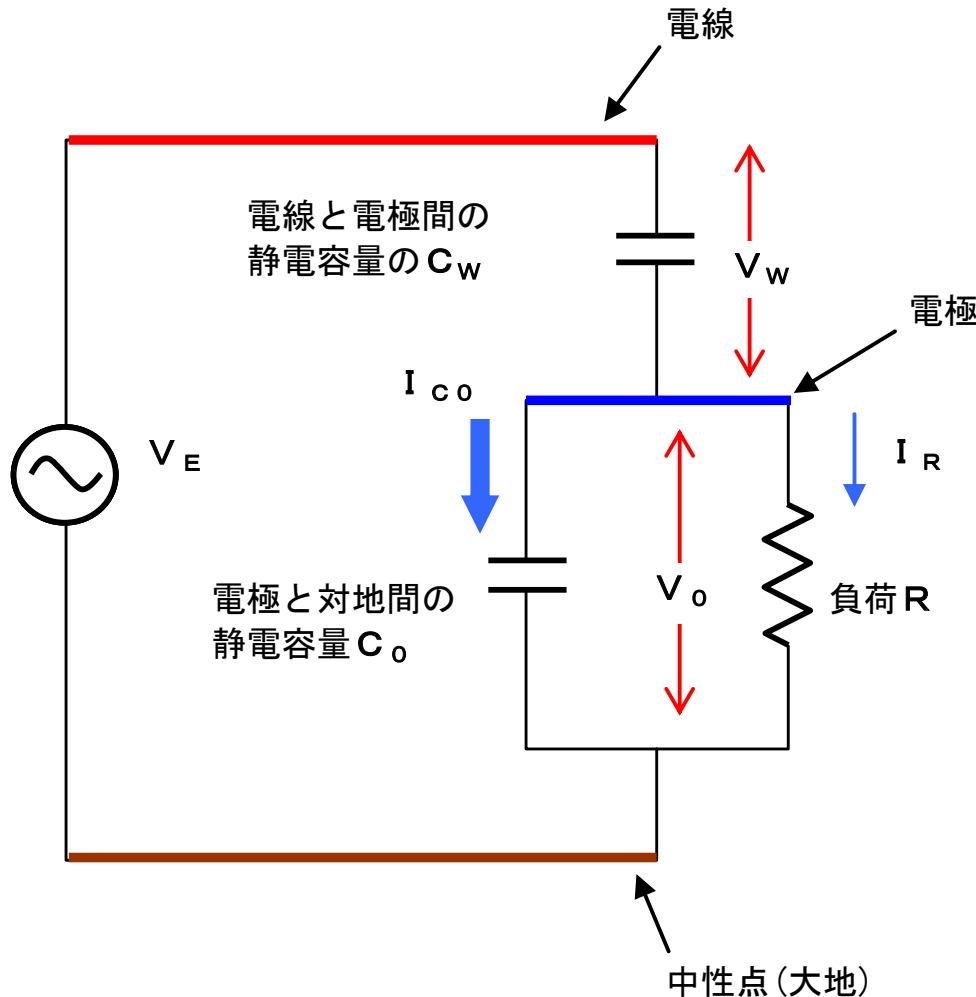 電線
電線と電極間の
静電容量のＣW
ＶW
電極
ＩC0
ＶE
ＩR
電極と対地間の
静電容量Ｃ0
Ｖ0
負荷Ｒ
中性点(大地)